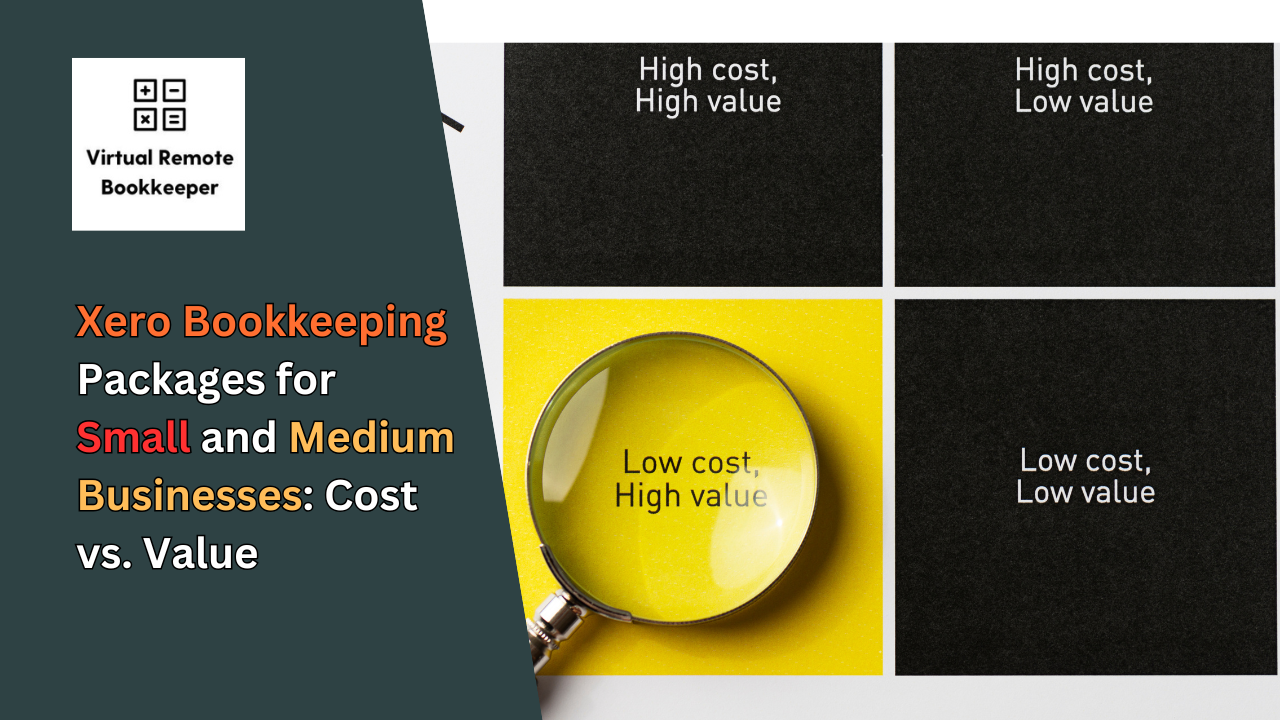 Virtual Remote
Bookkeeper
Xero Bookkeeping
Packages for
Small and Medium
Businesses: Cost
vs. Value
High cost,
High value
High cost,
Low value
Low cost,
High value
Low cost,
Low value